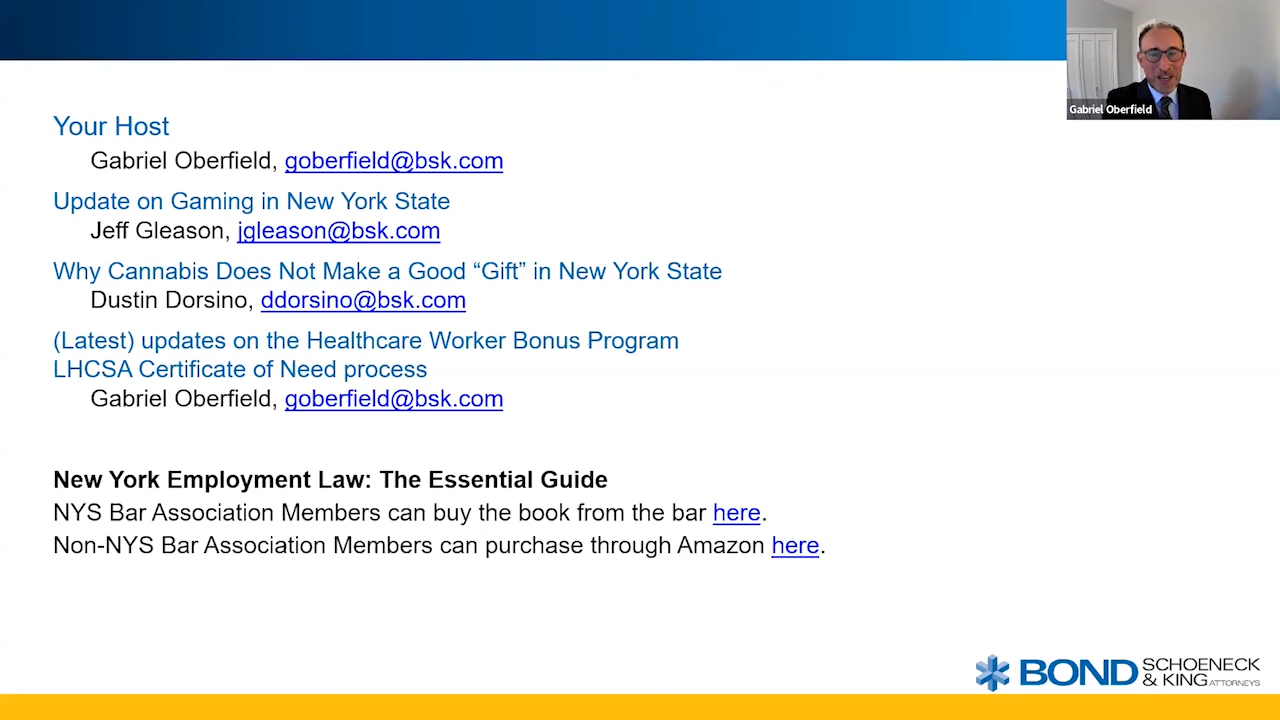 Gabriel Oberfield
Your Host
Gabriel Oberfield, goberfield@bsk.com
Update on Gaming in New York State
Jeff Gleason, jgleason@bsk.com
Why Cannabis Does Not Make a Good “Gift” in New York State
Dustin Dorsino, ddorsino@bsk.com
(Latest) updates on the Healthcare Worker Bonus Program
LHCSA Certificate of Need process
Gabriel Oberfield, goberfield@bsk.com
New York Employment Law: The Essential Guide
NYS Bar Association Members can buy the book from the bar here.
Non-NYS Bar Association Members can purchase through Amazon here.
BOND SCHOENECK
& KING ATTORNEYS